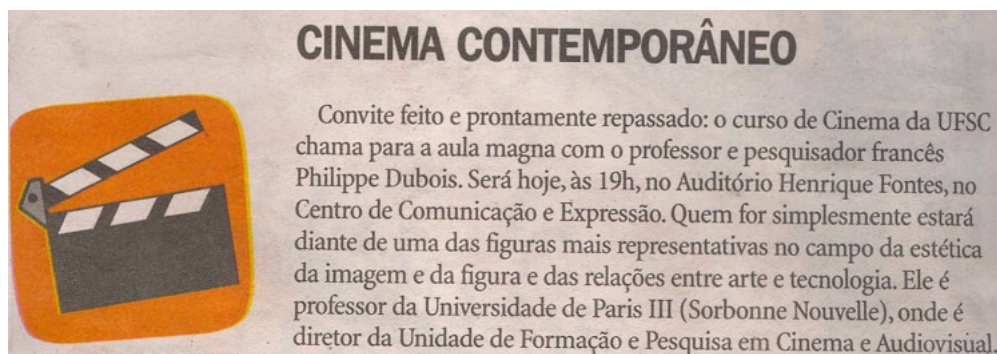 CINEMA CONTEMPORÂNEO
Convite feito e prontamente repassado: o curso de Cinema da UFSC
chama para a aula magna com o professor e pesquisador francês
Philippe Dubois. Será hoje, às 19h, no Auditório Henrique Fontes, no
Centro de Comunicação e Expressão. Quem for simplesmente estará
diante de uma das figuras mais representativas no campo da estética
da imagem e da figura e das relações entre arte e tecnologia. Ele é
professor da Universidade de Paris III (Sorbonne Nouvelle), onde é
diretor da Unidade de Formação e Pesquisa em Cinema e Audiovisual.